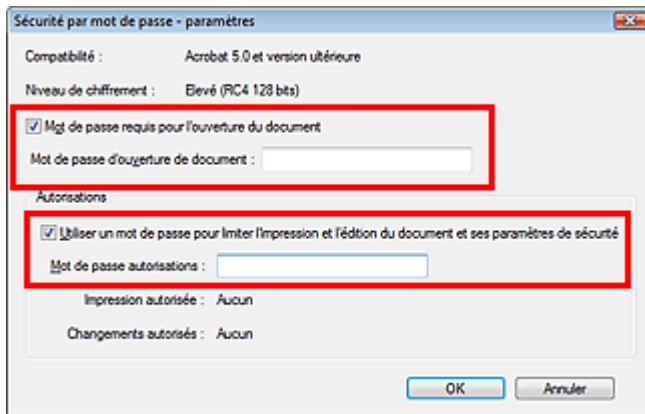 Sécurité par mot de passe - paramètres
Compatibilité : Acrobat 5.0 et version ultérieure
Niveau de chiffrement : Elevé (RC4 128 bits)
Mot de passe requis pour l'ouverture du document
Mot de passe d'ouverture de document :
Autorisations
Utiliser un mot de passe pour limiter l'impression et l'édition du document et ses paramètres de sécurité
Mot de passe autorisations :
Impression autorisée : Aucun
Changements autorisés : Aucun
OK Annuler